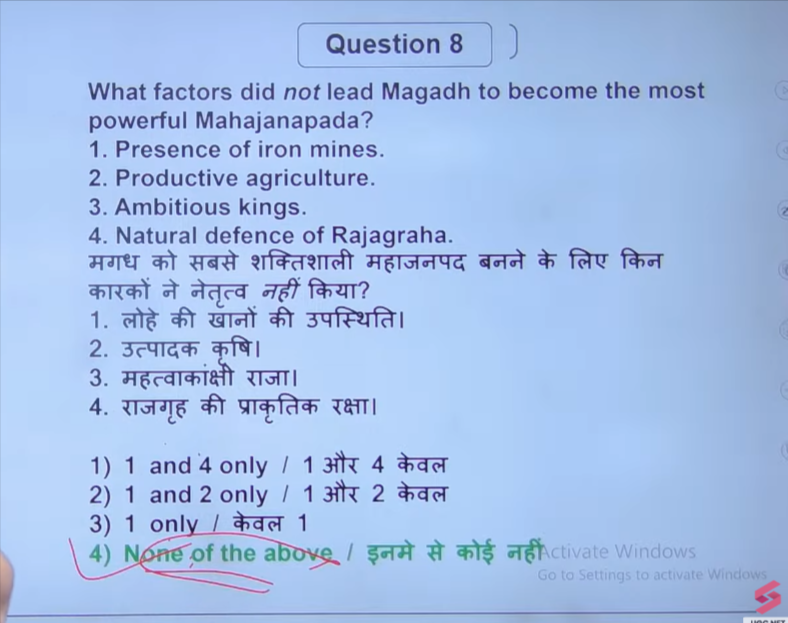 Question 8
What factors did not lead Magadh to become the most
powerful Mahajanapada?
1. Presence of iron mines.
2. Productive agriculture.
3. Ambitious kings.
4. Natural defence of Rajagraha.
मगध को सबसे शक्तिशाली महाजनपद बनने के लिए किन
कारकों ने नेतृत्व नहीं किया?
1. लोहे की खानों की उपस्थिति।
2. उत्पादक कृषि।
3. महत्वाकांक्षी राजा।
4. राजगृह की प्राकृतिक रक्षा।
1) 1 and 4 only / 1 और 4 केवल
2) 1 and 2 only / 1 और 2 केवल
3) 1 only / केवल 1
4) None of the above / इनमे से कोई नहीं
Activate Windows
Go to Settings to activate Windows